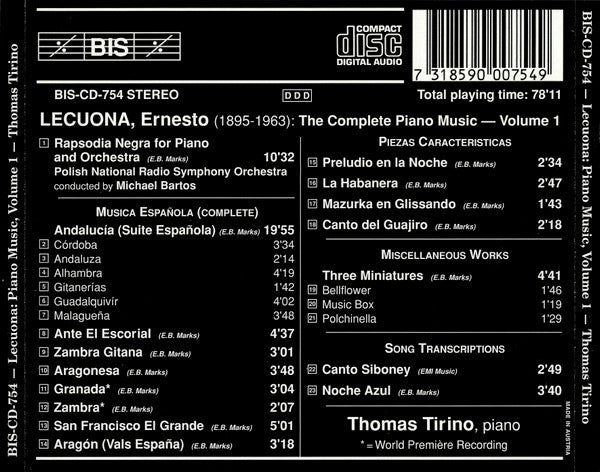 BIS-CD-754 — Lecuona: Piano Music, Volume 1 — Thomas Tirino
BIS
COMPACT
disc
DIGITAL AUDIO
7 318590 007549
BIS-CD-754 STEREO
DDD
Total playing time: 78'11
LECUONA, Ernesto (1895-1963): The Complete Piano Music — Volume 1
1 Rapsodia Negra for Piano
and Orchestra (E.B. Marks) 10'32
Polish National Radio Symphony Orchestra
conducted by Michael Bartos
MUSICA ESPAÑOLA (COMPLETE)
Andalucía (Suite Española) (E.B. Marks) 19'55
2 Córdoba 3'34
3 Andaluza 2'14
4 Alhambra 4'19
5 Gitanerías 1'42
6 Guadalquivír 4'02
7 Malagueña 3'48
8 Ante El Escorial (E.B. Marks) 4'37
9 Zambra Gitana (E.B. Marks) 3'01
10 Aragonesa (E.B. Marks) 3'48
11 Granada* (E.B. Marks) 3'04
12 Zambra* (E.B. Marks) 2'07
13 San Francisco El Grande (E.B. Marks) 5'01
14 Aragón (Vals España) (E.B. Marks) 3'18
PIEZAS CARACTERISTICAS
15 Preludio en la Noche (E.B. Marks) 2'34
16 La Habanera (E.B. Marks) 2'47
17 Mazurka en Glissando (E.B. Marks) 1'43
18 Canto del Guajiro (E.B. Marks) 2'18
MISCELLANEOUS WORKS
Three Miniatures (E.B. Marks) 4'41
19 Bellflower 1'46
20 Music Box 1'19
21 Polchinella 1'29
SONG TRANSCRIPTIONS
22 Canto Siboney (EMI Music) 2'49
23 Noche Azul (E.B. Marks) 3'40
Thomas Tirino, piano
* = World Première Recording
MADE IN AUSTRIA
BIS-CD-754 — Lecuona: Piano Music, Volume 1 — Thomas Tirino